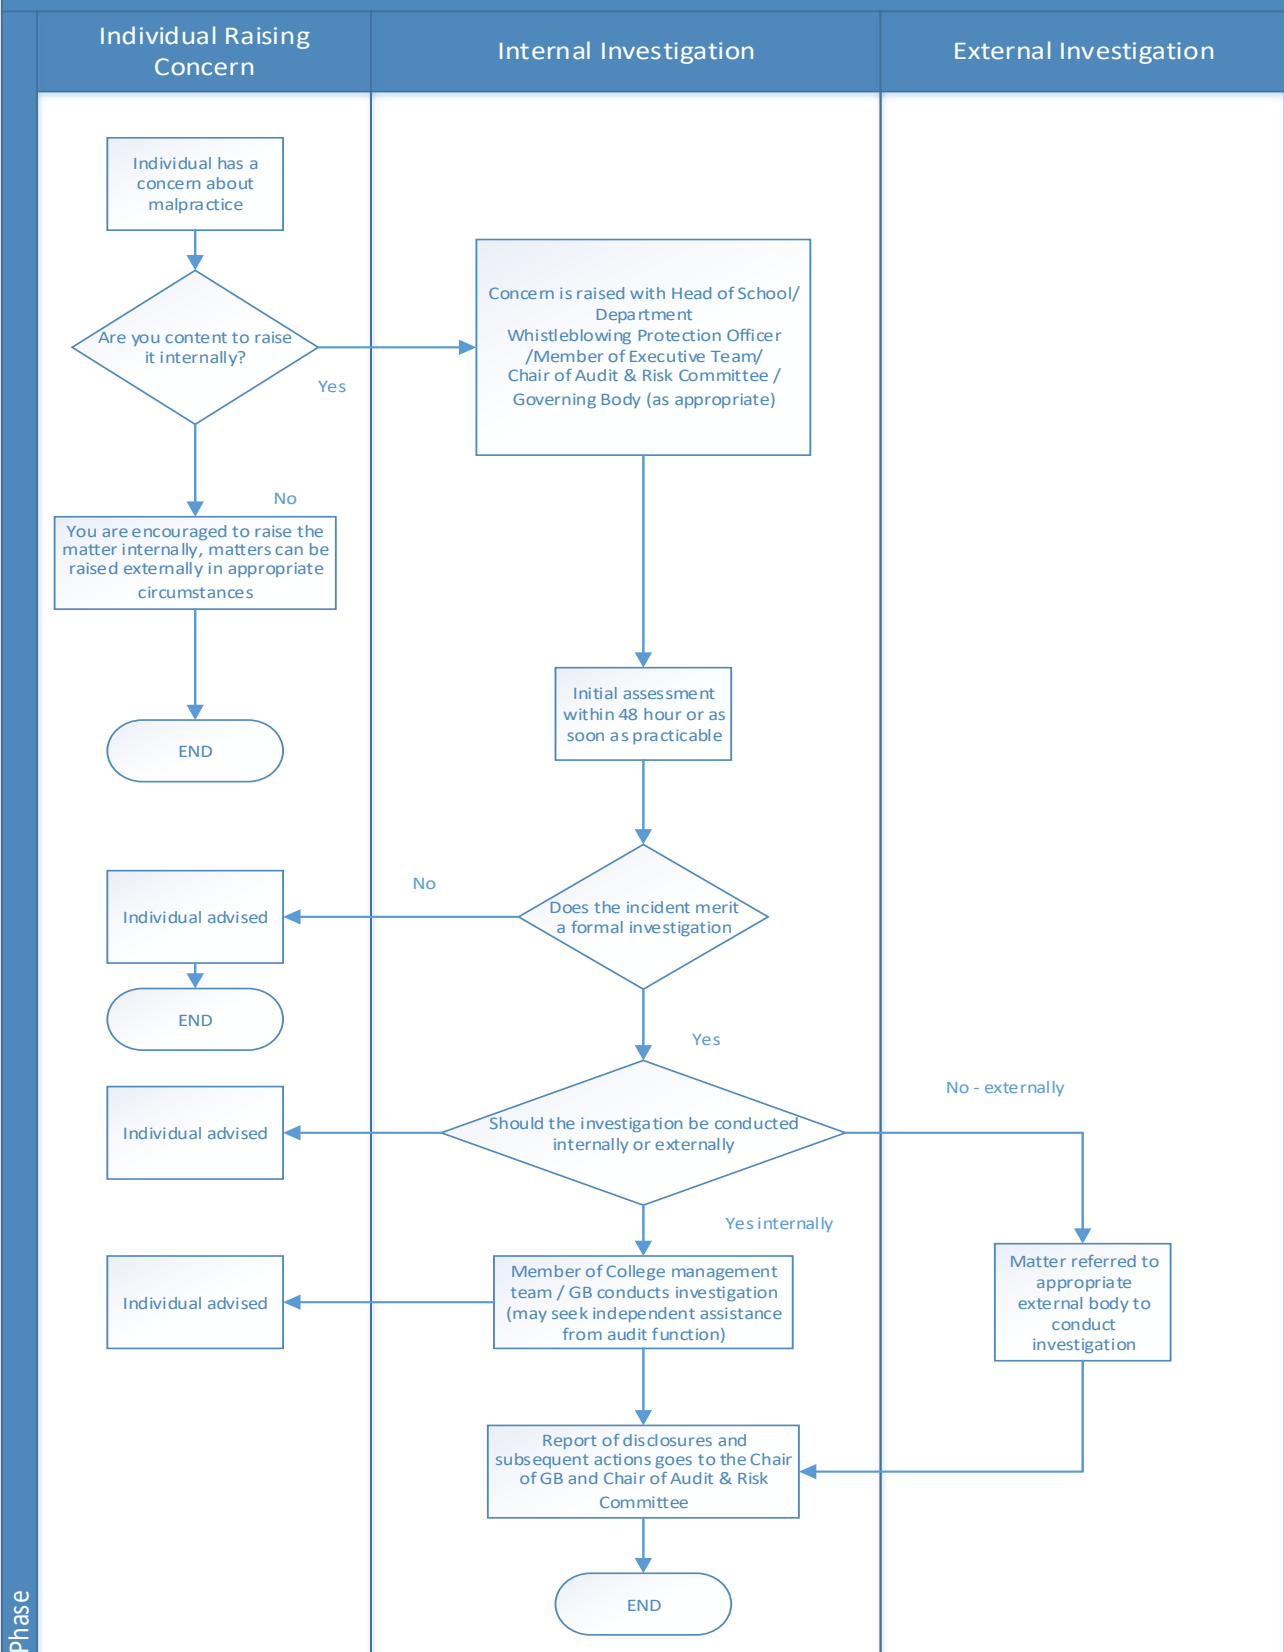 Individual Raising
Concern
Internal Investigation
External Investigation
Individual has a
concern about
malpractice
Are you content to raise
it internally?
Yes
Concern is raised with Head of School/
Department
Whistleblowing Protection Officer
/Member of Executive Team/
Chair of Audit & Risk Committee /
Governing Body (as appropriate)
No
You are encouraged to raise the
matter internally, matters can be
raised externally in appropriate
circumstances
END
Initial assessment
within 48 hour or as
soon as practicable
Does the incident merit
a formal investigation
No
Individual advised
END
Yes
Should the investigation be conducted
internally or externally
No - externally
Individual advised
Yes internally
Member of College management
team / GB conducts investigation
(may seek independent assistance
from audit function)
Individual advised
Matter referred to
appropriate
external body to
conduct
investigation
Report of disclosures and
subsequent actions goes to the Chair
of GB and Chair of Audit & Risk
Committee
END
Phase